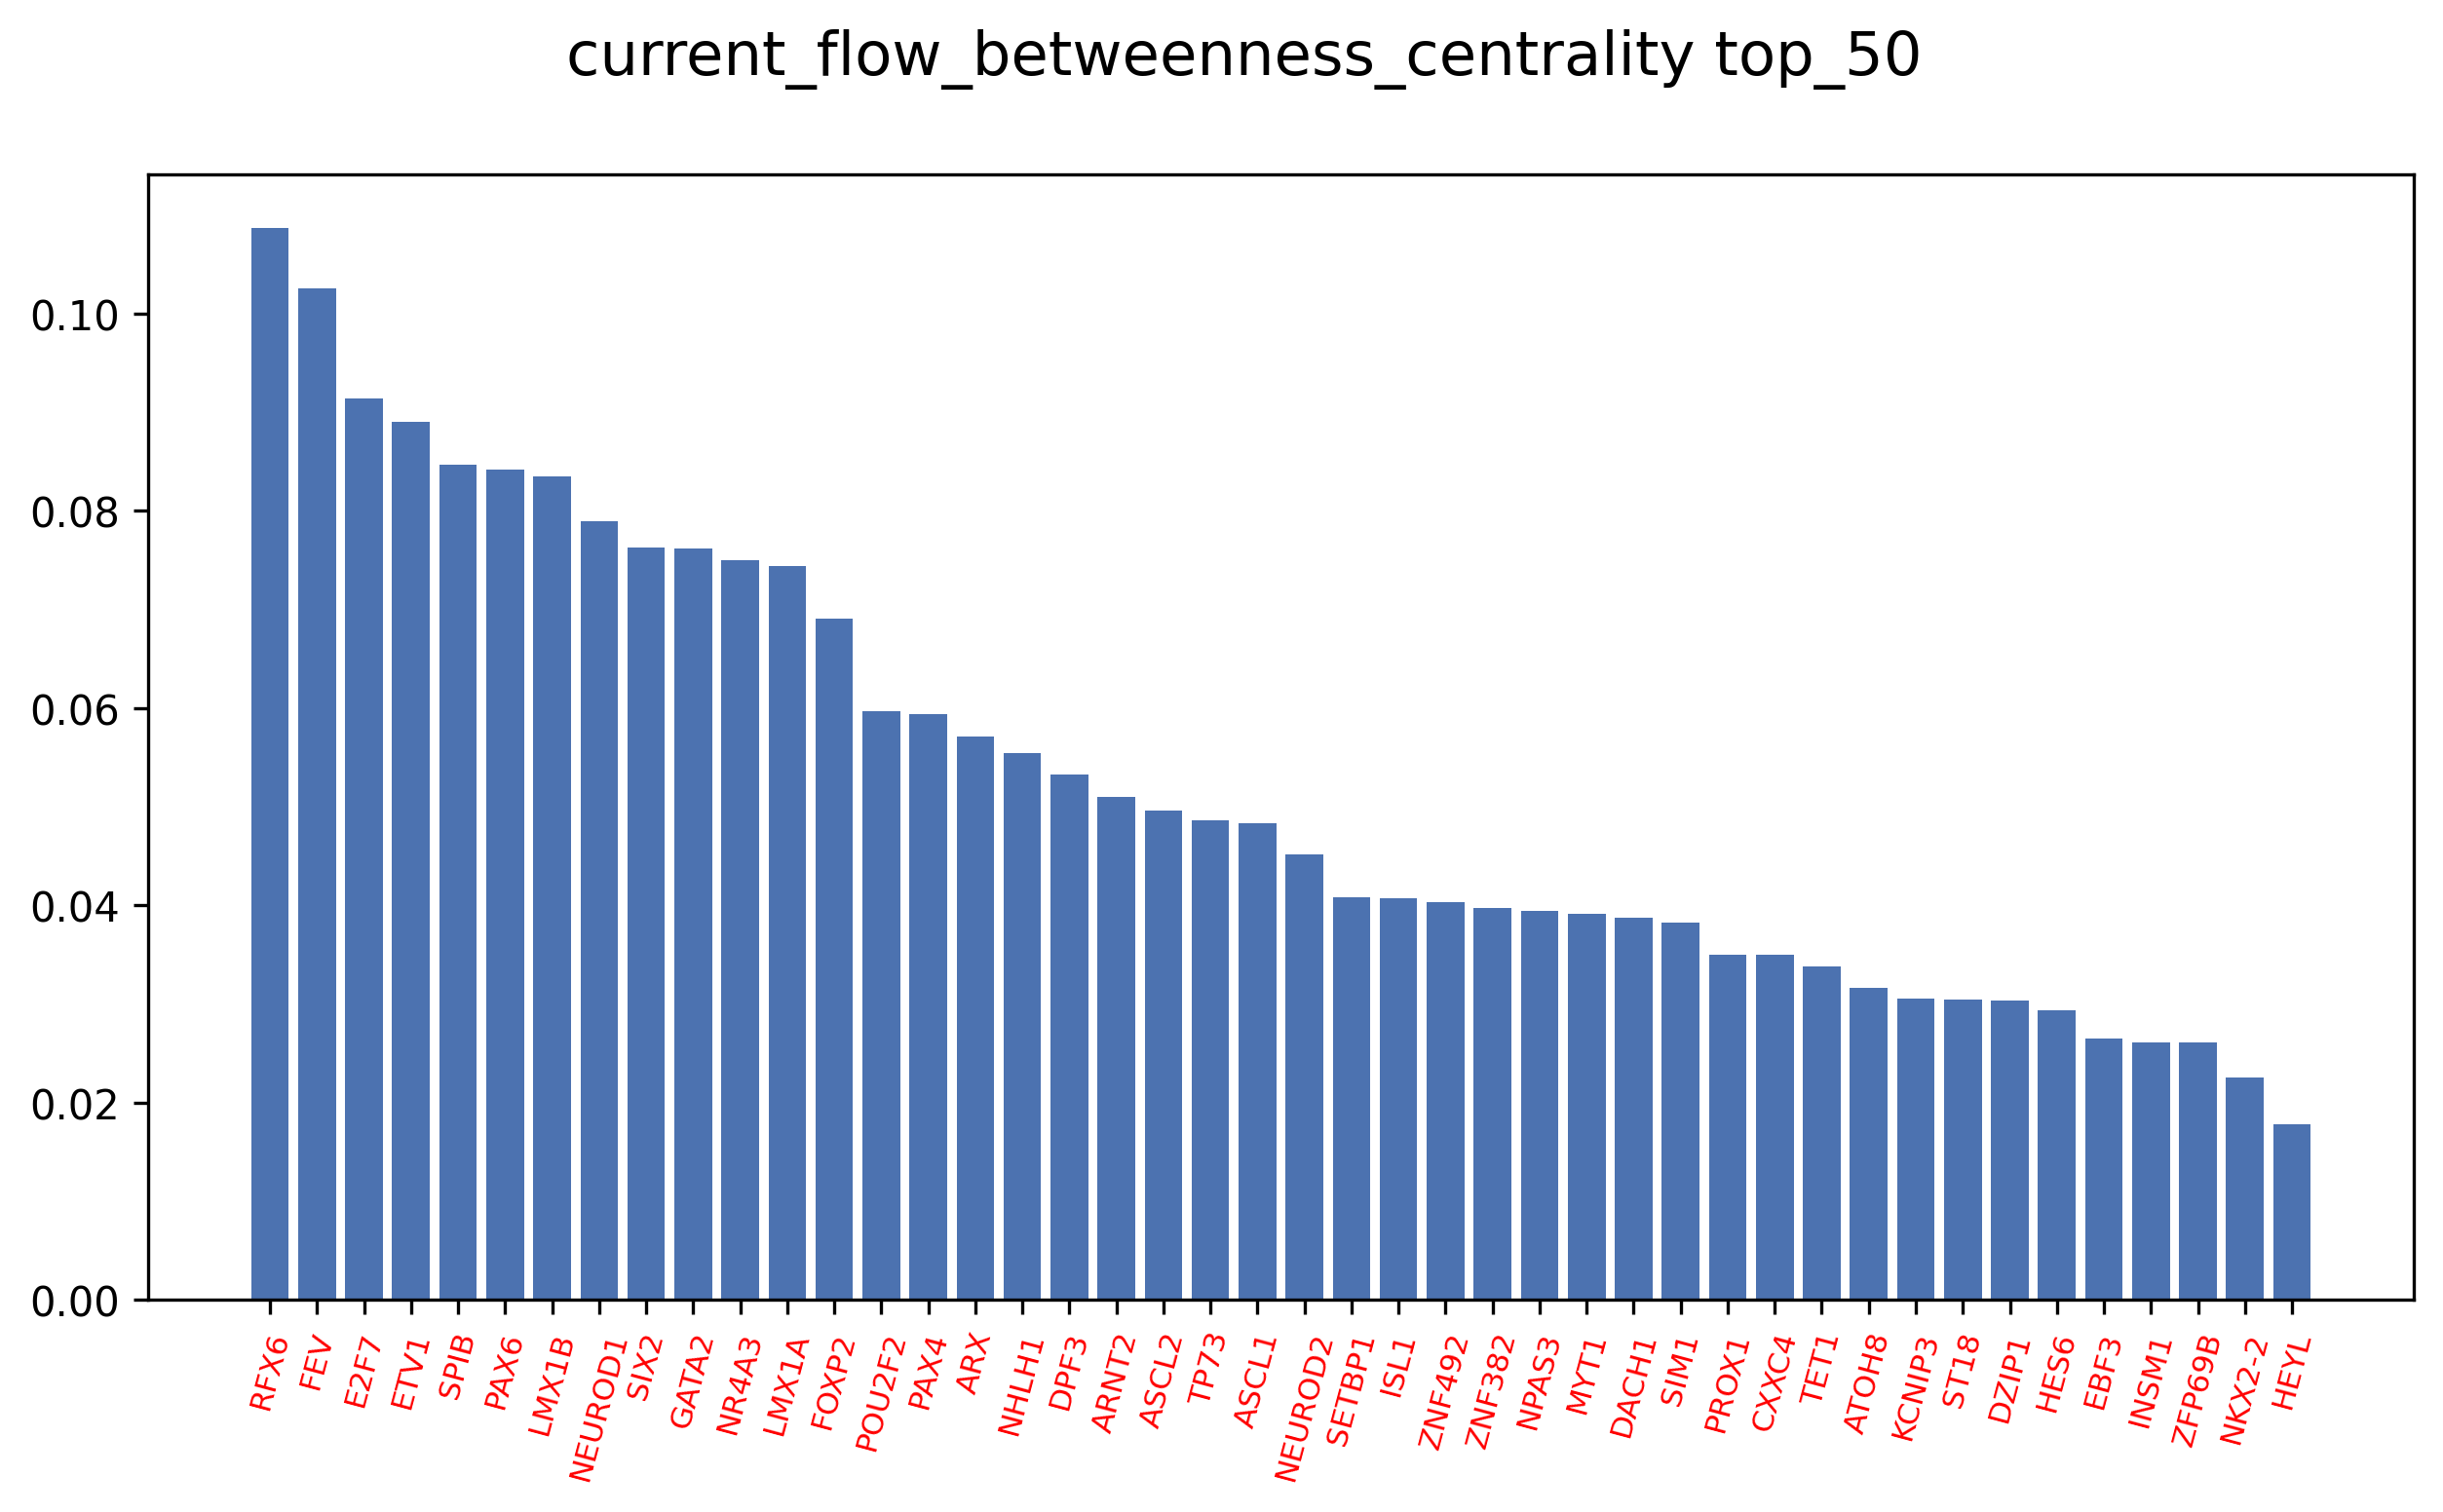 current_flow_betweenness_centrality top_50
0.10
0.08
0.06
0.04
0.02
0.00
RFX6
FEV
E2F7
ETV1
SPIB
PAX6
LMX1B
NEUROD1
SIX2
GATA2
NR4A3
LMX1A
FOXP2
POU2F2
PAX4
ARX
NHLH1
DPF3
ARNT2
ASCL2
TP73
ASCL1
NEUROD2
SETBP1
ISL1
ZNF492
ZNF382
NPAS3
MYT1
DACH1
SIM1
PROX1
CXXC4
TET1
ATOH8
KCNIP3
ST18
DZIP1
HES6
EBF3
INSM1
ZFP69B
NKX2-2
HEYL